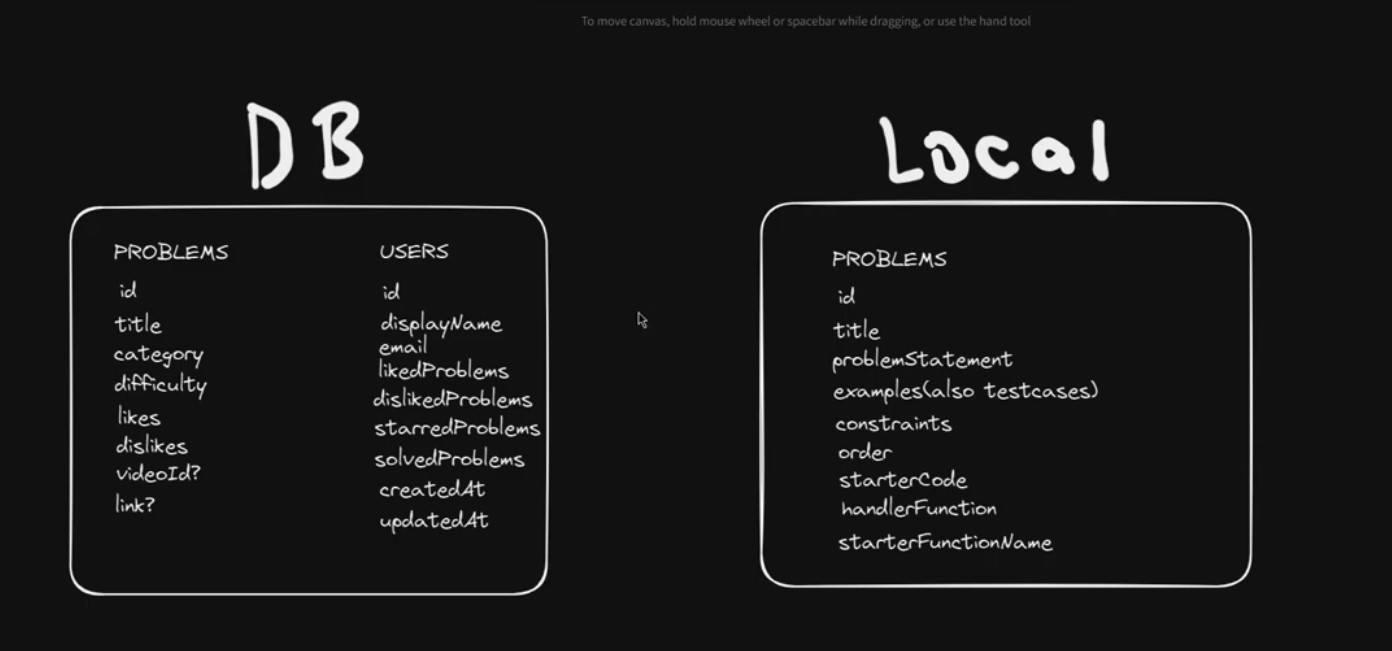 To move canvas, hold mouse wheel or spacebar while dragging, or use the hand tool
DB
PROBLEMS
id
title
category
difficulty
likes
dislikes
videoId?
link?
USERS
id
displayName
email
likedProblems
dislikedProblems
starredProblems
solvedProblems
createdAt
updatedAt
Local
PROBLEMS
id
title
problemStatement
examples(also testcases)
constraints
order
starterCode
handlerFunction
starterFunctionName